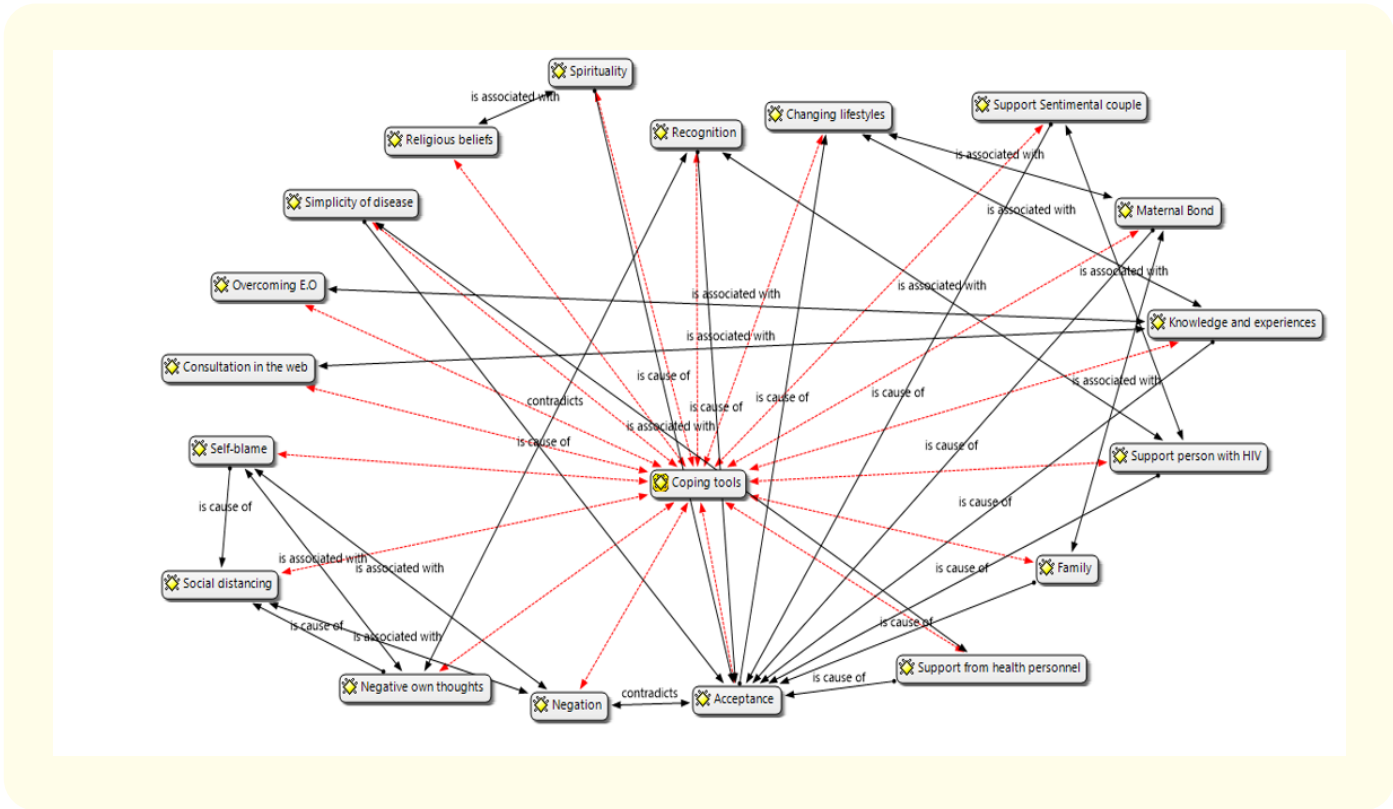 Spirituality
is associated with
Changing lifestyles
Support Sentimental couple
Religious beliefs
Recognition
is associated with
Simplicity of disease
is associated with
Maternal Bond
is associated with
Overcoming E.O
is associated with
is associated with
Knowledge and experiences
is associated with
Consultation in the web
is cause of
is associated with
is cause of
is cause of
is cause of
contradicts
is cause of
is associated with
is cause of
is cause of
Self-blame
Support person with HIV
Coping tools
is cause of
is cause of
is associated with
is associated with
is cause of
Family
Social distancing
is cause of
is associated with
is cause of
Support from health personnel
is cause of
Negative own thoughts
Negation
contradicts
Acceptance